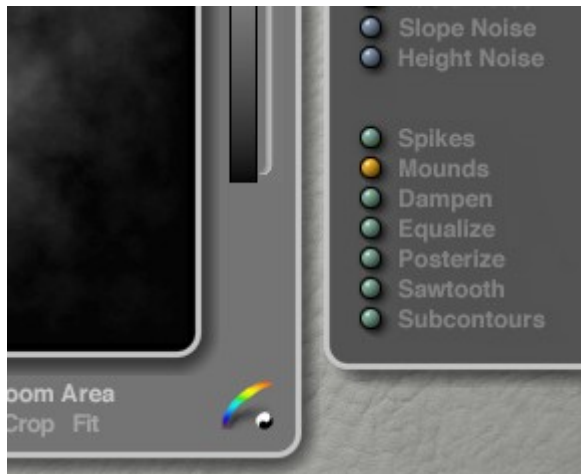 Slope Noise
Height Noise
Spikes
Mounds
Dampen
Equalize
Posterize
Sawtooth
Subcontours
oom Area
Crop Fit